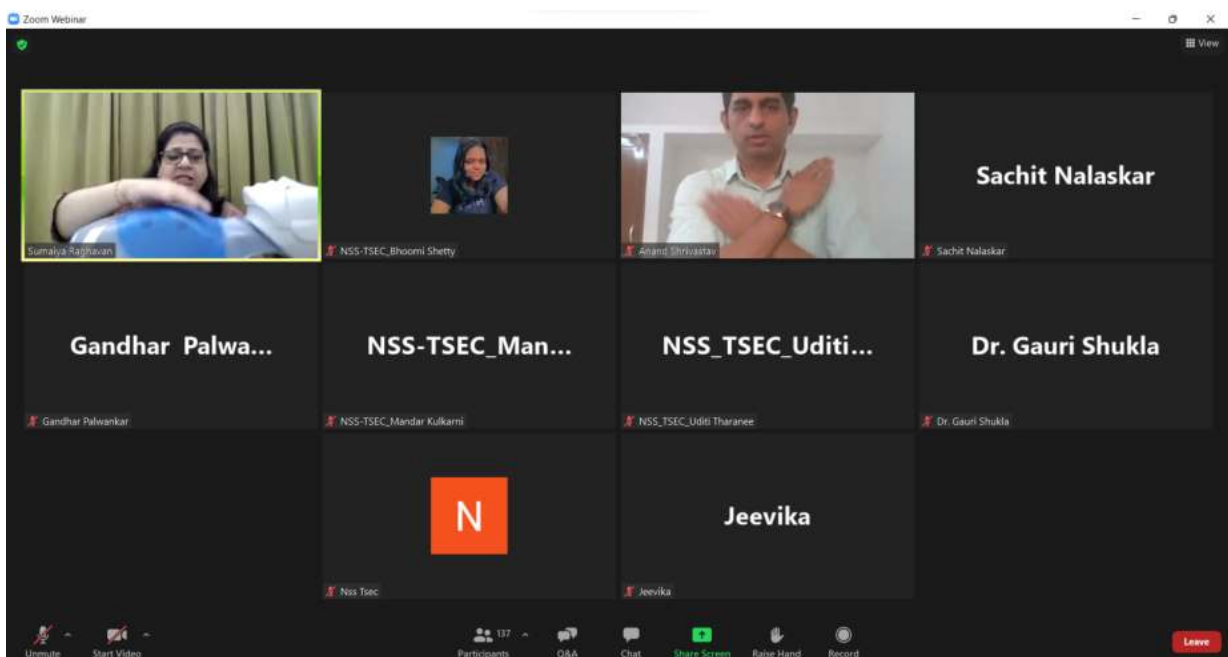 Zoom Webinar
View
Sumaiya Raghavan
NSS-TSEC_Bhoomi Shetty
Anand Shrivastav
Sachit Nalaskar
Sachit Nalaskar
Gandhar Palwa...
Gandhar Palwankar
NSS-TSEC_Man...
NSS-TSEC_Mandar Kulkarni
NSS_TSEC_Uditi...
NSS_TSEC_Uditi Tharanee
Dr. Gauri Shukla
Dr. Gauri Shukla
N
Nss Tsec
Jeevika
Jeevika
Unmute
Start Video
137
Participants
Q&A
Chat
Share Screen
Raise Hand
Record
Leave